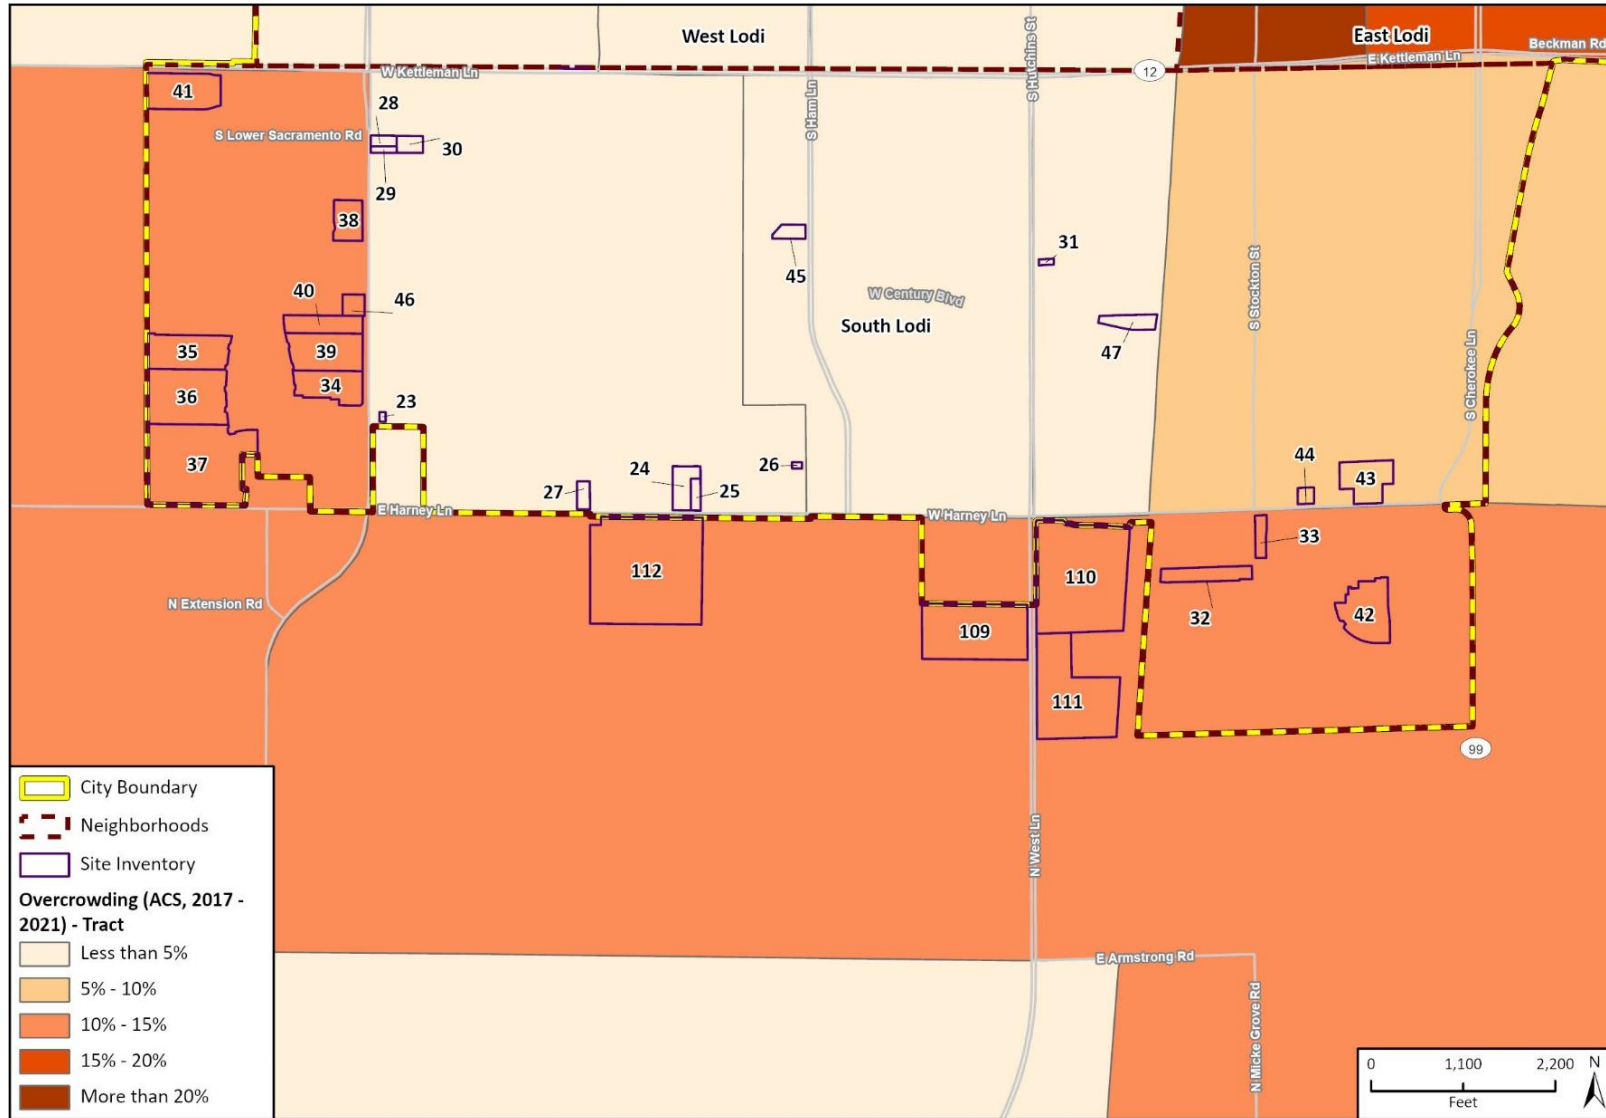 West Lodi
East Lodi
Beckman Rd
E Kettleman Ln
W Kettleman Ln
12
S Hutchins St
S Ham Ln
41
28
S Lower Sacramento Rd
30
29
38
45
31
40
46
W Century Blvd
South Lodi
S Stockton St
S Cherokee Ln
47
35
39
36
34
23
37
24
26
27
25
44
43
E Harney Ln
W Harney Ln
33
112
110
N Extension Rd
32
42
109
111
99
N West Ln
E Armstrong Rd
N Micke Grove Rd
City Boundary
Neighborhoods
Site Inventory
Overcrowding (ACS, 2017 -
2021) - Tract
Less than 5%
5% - 10%
10% - 15%
15% - 20%
More than 20%
0 1,100 2,200
Feet
N